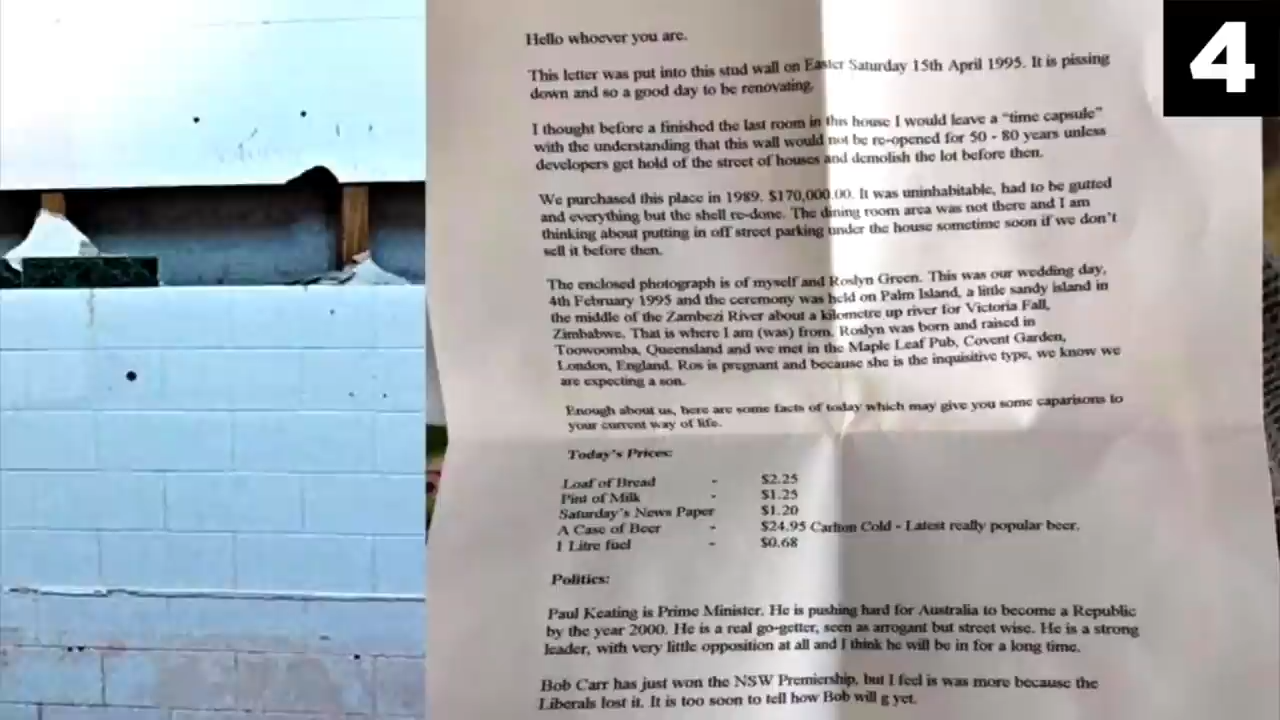 4
Hello whoever you are.
This letter was put into this stud wall on Easter Saturday 15th April 1995. It is pissing
down and so a good day to be renovating.
I thought before a finished the last room in this house I would leave a "time capsule"
with the understanding that this wall would not be re-opened for 50 - 80 years unless
developers get hold of the street of houses and demolish the lot before then.
We purchased this place in 1989. $170,000.00. It was uninhabitable, had to be gutted
and everything but the shell re-done. The dining room area was not there and I am
thinking about putting in off street parking under the house sometime soon if we don't
sell it before then.
The enclosed photograph is of myself and Roslyn Green. This was our wedding day,
4th February 1995 and the ceremony was held on Palm Island, a little sandy island in
the middle of the Zambezi River about a kilometre up river for Victoria Fall,
Zimbabwe. That is where I am (was) from. Roslyn was born and raised in
Toowoomba, Queensland and we met in the Maple Leaf Pub, Covent Garden,
London, England. Ros is pregnant and because she is the inquisitive type, we know we
are expecting a son.
Enough about us, here are some facts of today which may give you some caparisons to
your current way of life.
Today's Prices:
Loaf of Bread - $2.25
Pint of Milk - $1.25
Saturday's News Paper $1.20
A Case of Beer - $24.95 Carlton Cold - Latest really popular beer.
1 Litre fuel - $0.68
Politics:
Paul Keating is Prime Minister. He is pushing hard for Australia to become a Republic
by the year 2000. He is a real go-getter, seen as arrogant but street wise. He is a strong
leader, with very little opposition at all and I think he will be in for a long time.
Bob Carr has just won the NSW Premiership, but I feel is was more because the
Liberals lost it. It is too soon to tell how Bob will g yet.